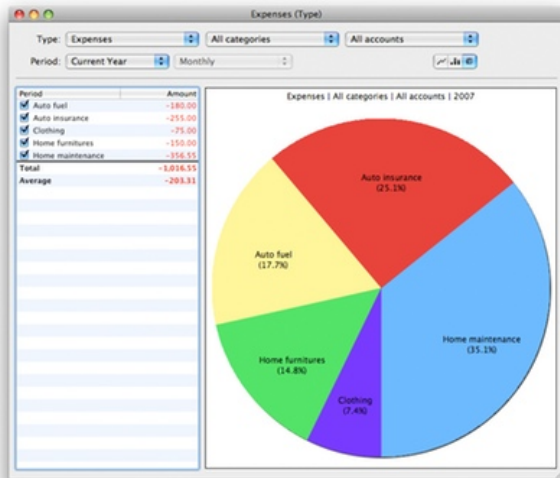 Expenses (Type)
Type: Expenses All categories All accounts
Period: Current Year Monthly
Period Amount
Auto fuel -180.00
Auto insurance -255.00
Clothing -75.00
Home furnitures -150.00
Home maintenance -356.55
Total -1,016.55
Average -203.31
Expenses | All categories | All accounts | 2007
Auto insurance
(25.1%)
Auto fuel
(17.7%)
Home maintenance
(35.1%)
Home furnitures
(14.8%)
Clothing
(7.4%)